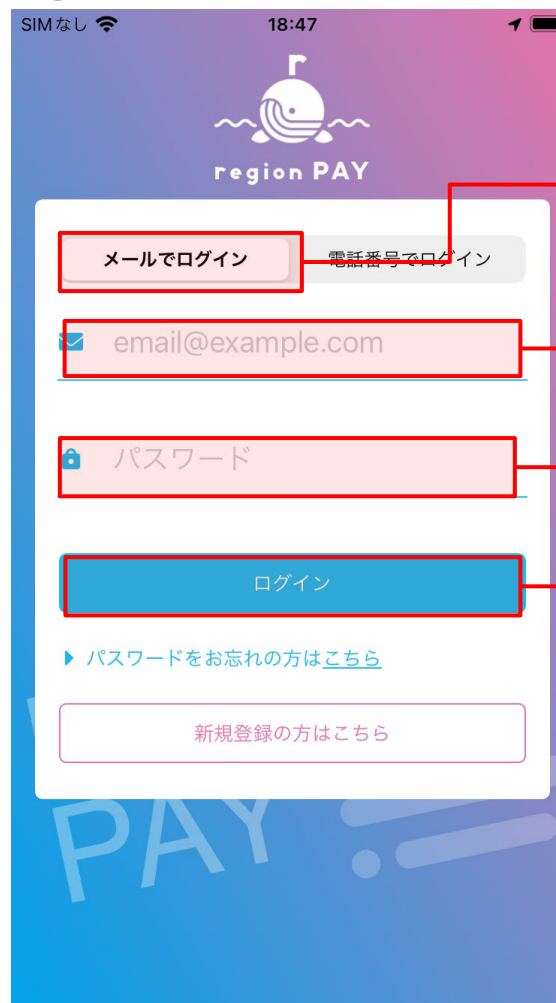 SIMなし 18:47
r
region PAY
メールでログイン 電話番号でログイン
email@example.com
パスワード
ログイン
パスワードをお忘れの方はこちら
新規登録の方はこちら
PAY